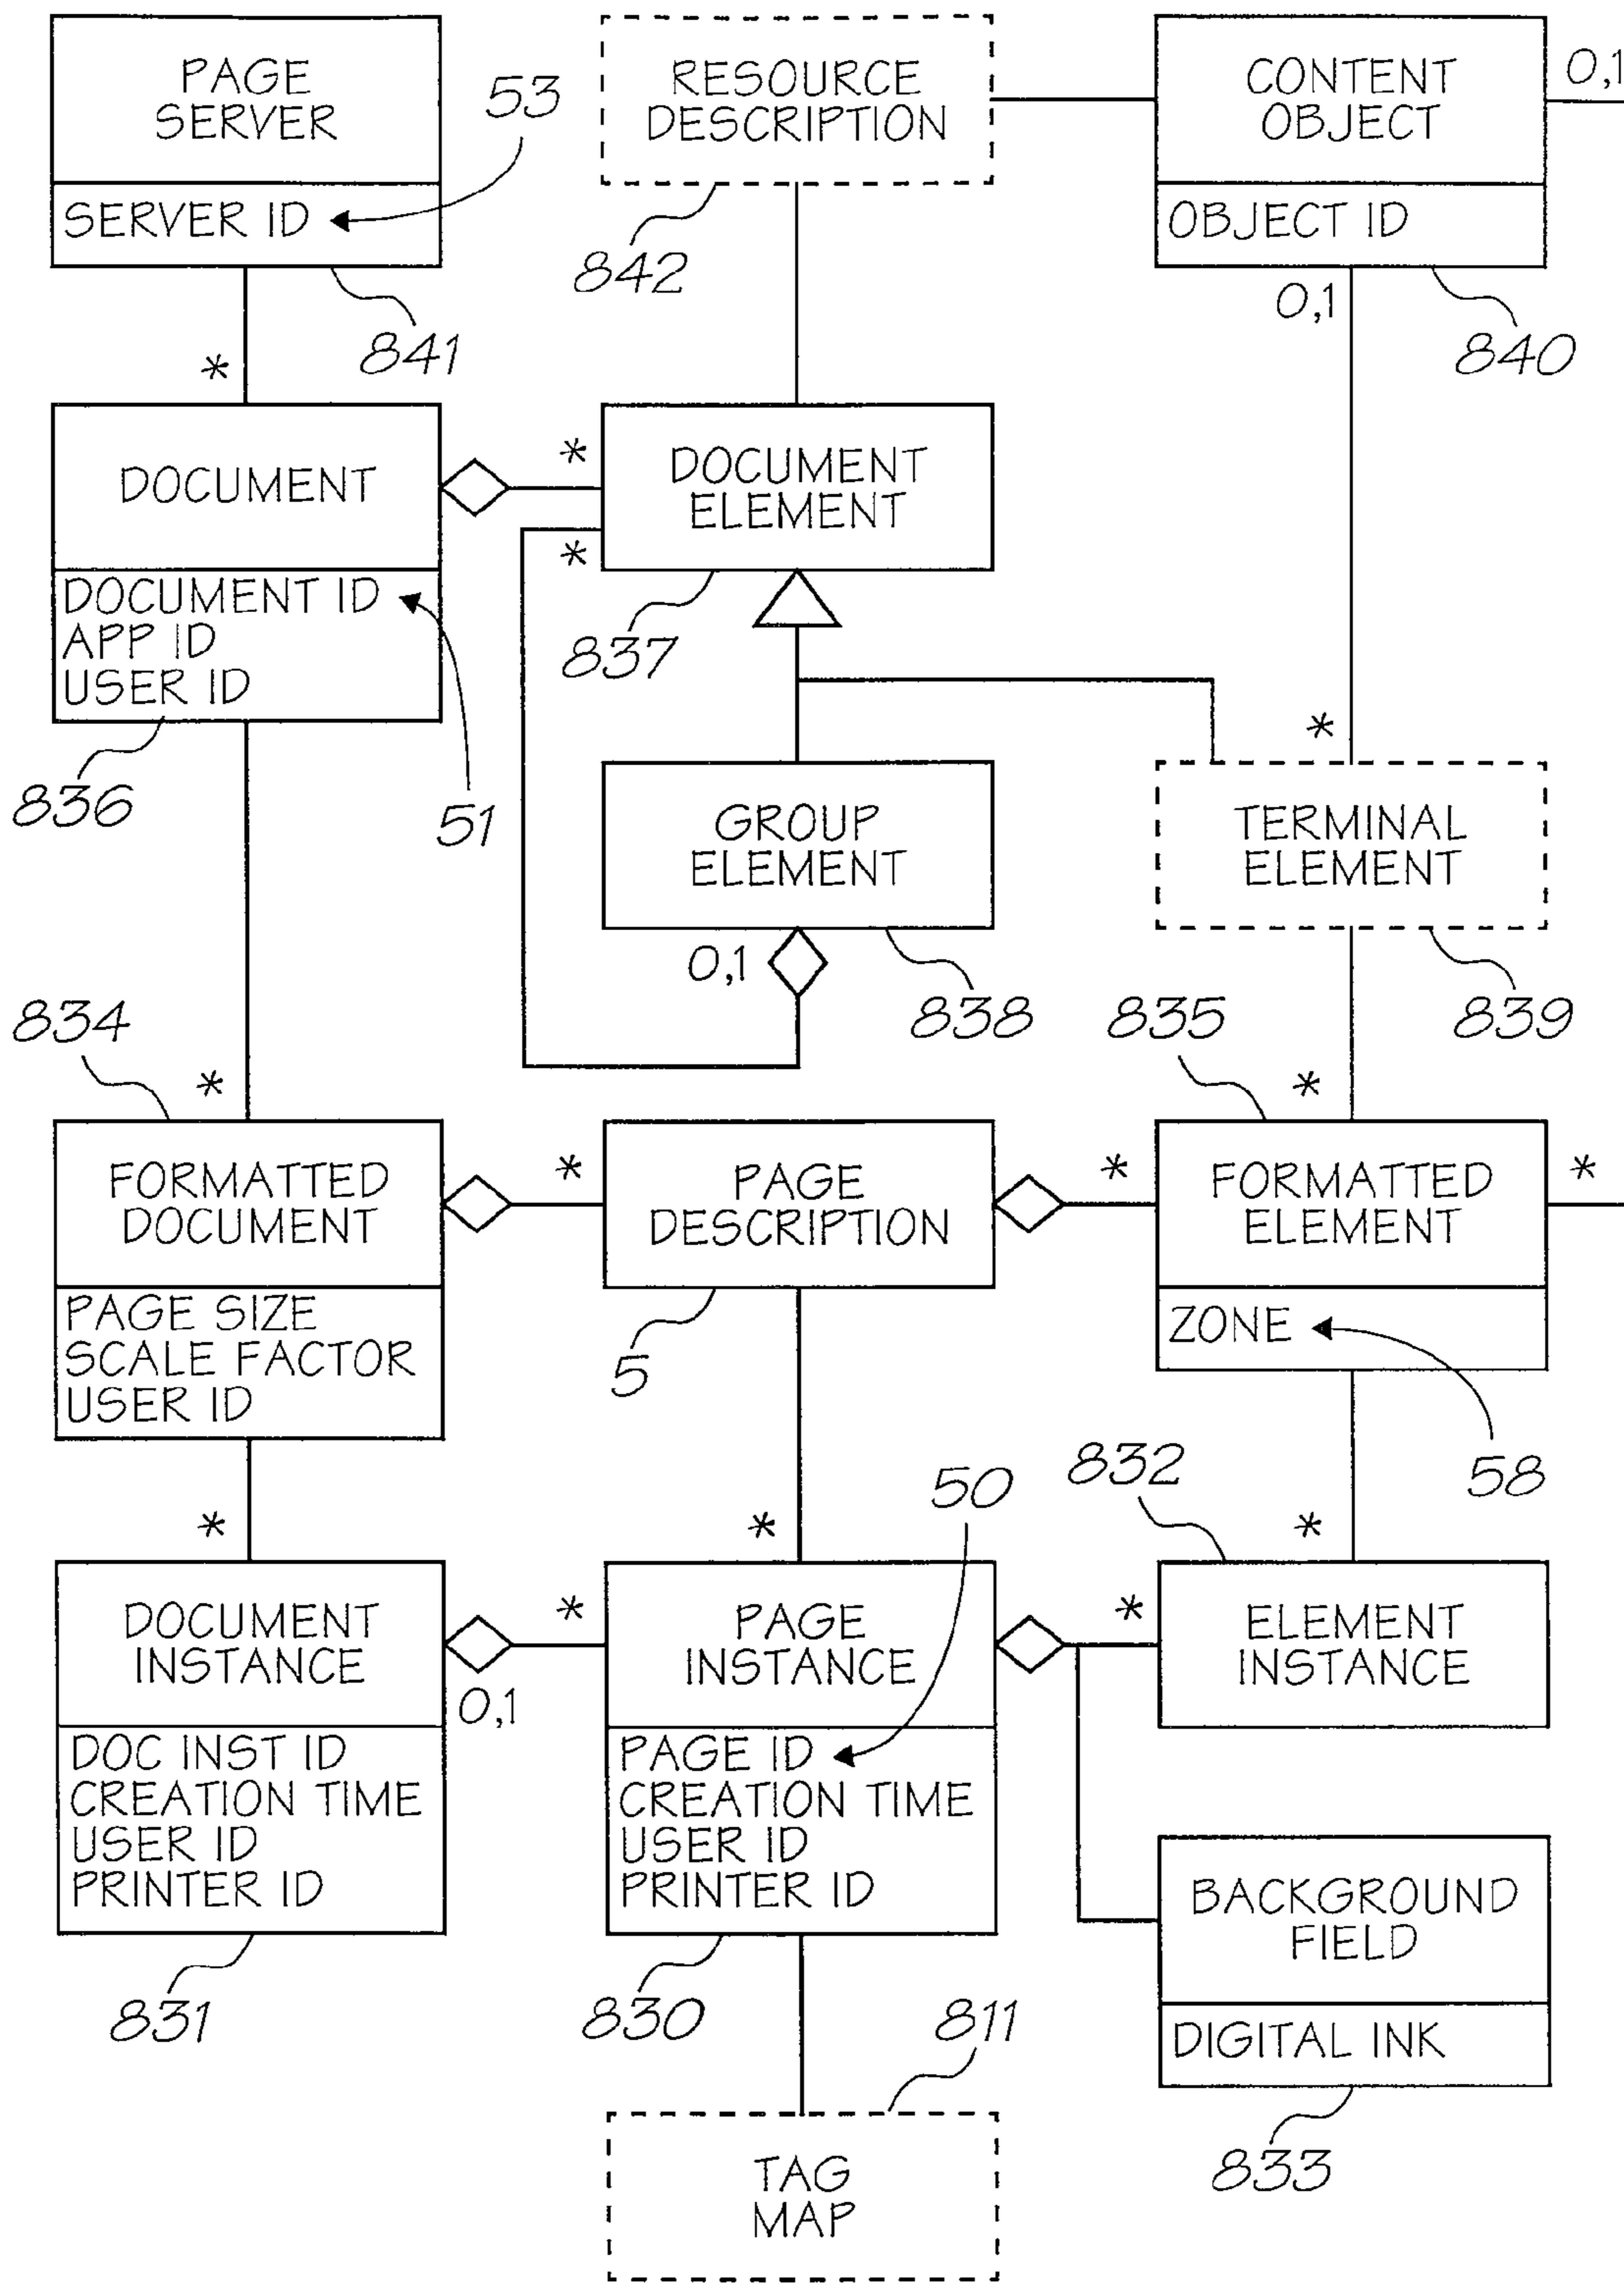 PAGE
SERVER
SERVER ID
53
841
*
RESOURCE
DESCRIPTION
842
CONTENT
OBJECT
OBJECT ID
0,1
0,1
840
DOCUMENT
DOCUMENT ID
APP ID
USER ID
836
51
*
*
DOCUMENT
ELEMENT
837
GROUP
ELEMENT
0,1
838
*
TERMINAL
ELEMENT
839
834
*
FORMATTED
DOCUMENT
PAGE SIZE
SCALE FACTOR
USER ID
*
PAGE
DESCRIPTION
5
*
835
*
FORMATTED
ELEMENT
ZONE
58
*
*
DOCUMENT
INSTANCE
0,1
DOC INST ID
CREATION TIME
USER ID
PRINTER ID
831
*
*
50
PAGE
INSTANCE
PAGE ID
CREATION TIME
USER ID
PRINTER ID
830
832
*
*
ELEMENT
INSTANCE
BACKGROUND
FIELD
DIGITAL INK
833
811
TAG
MAP